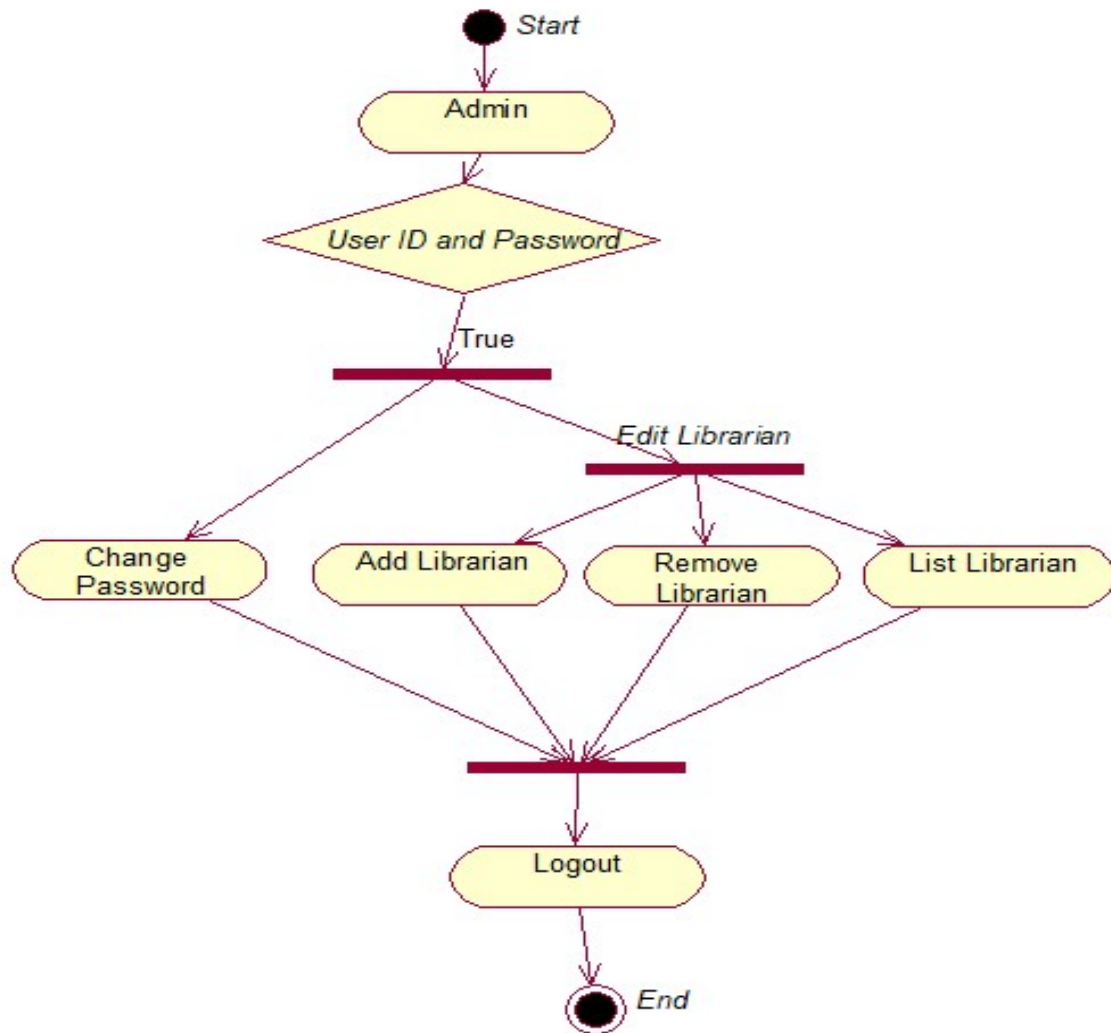 Start
Admin
User ID and Password
True
Edit Librarian
Change
Password
Add Librarian
Remove
Librarian
List Librarian
Logout
End